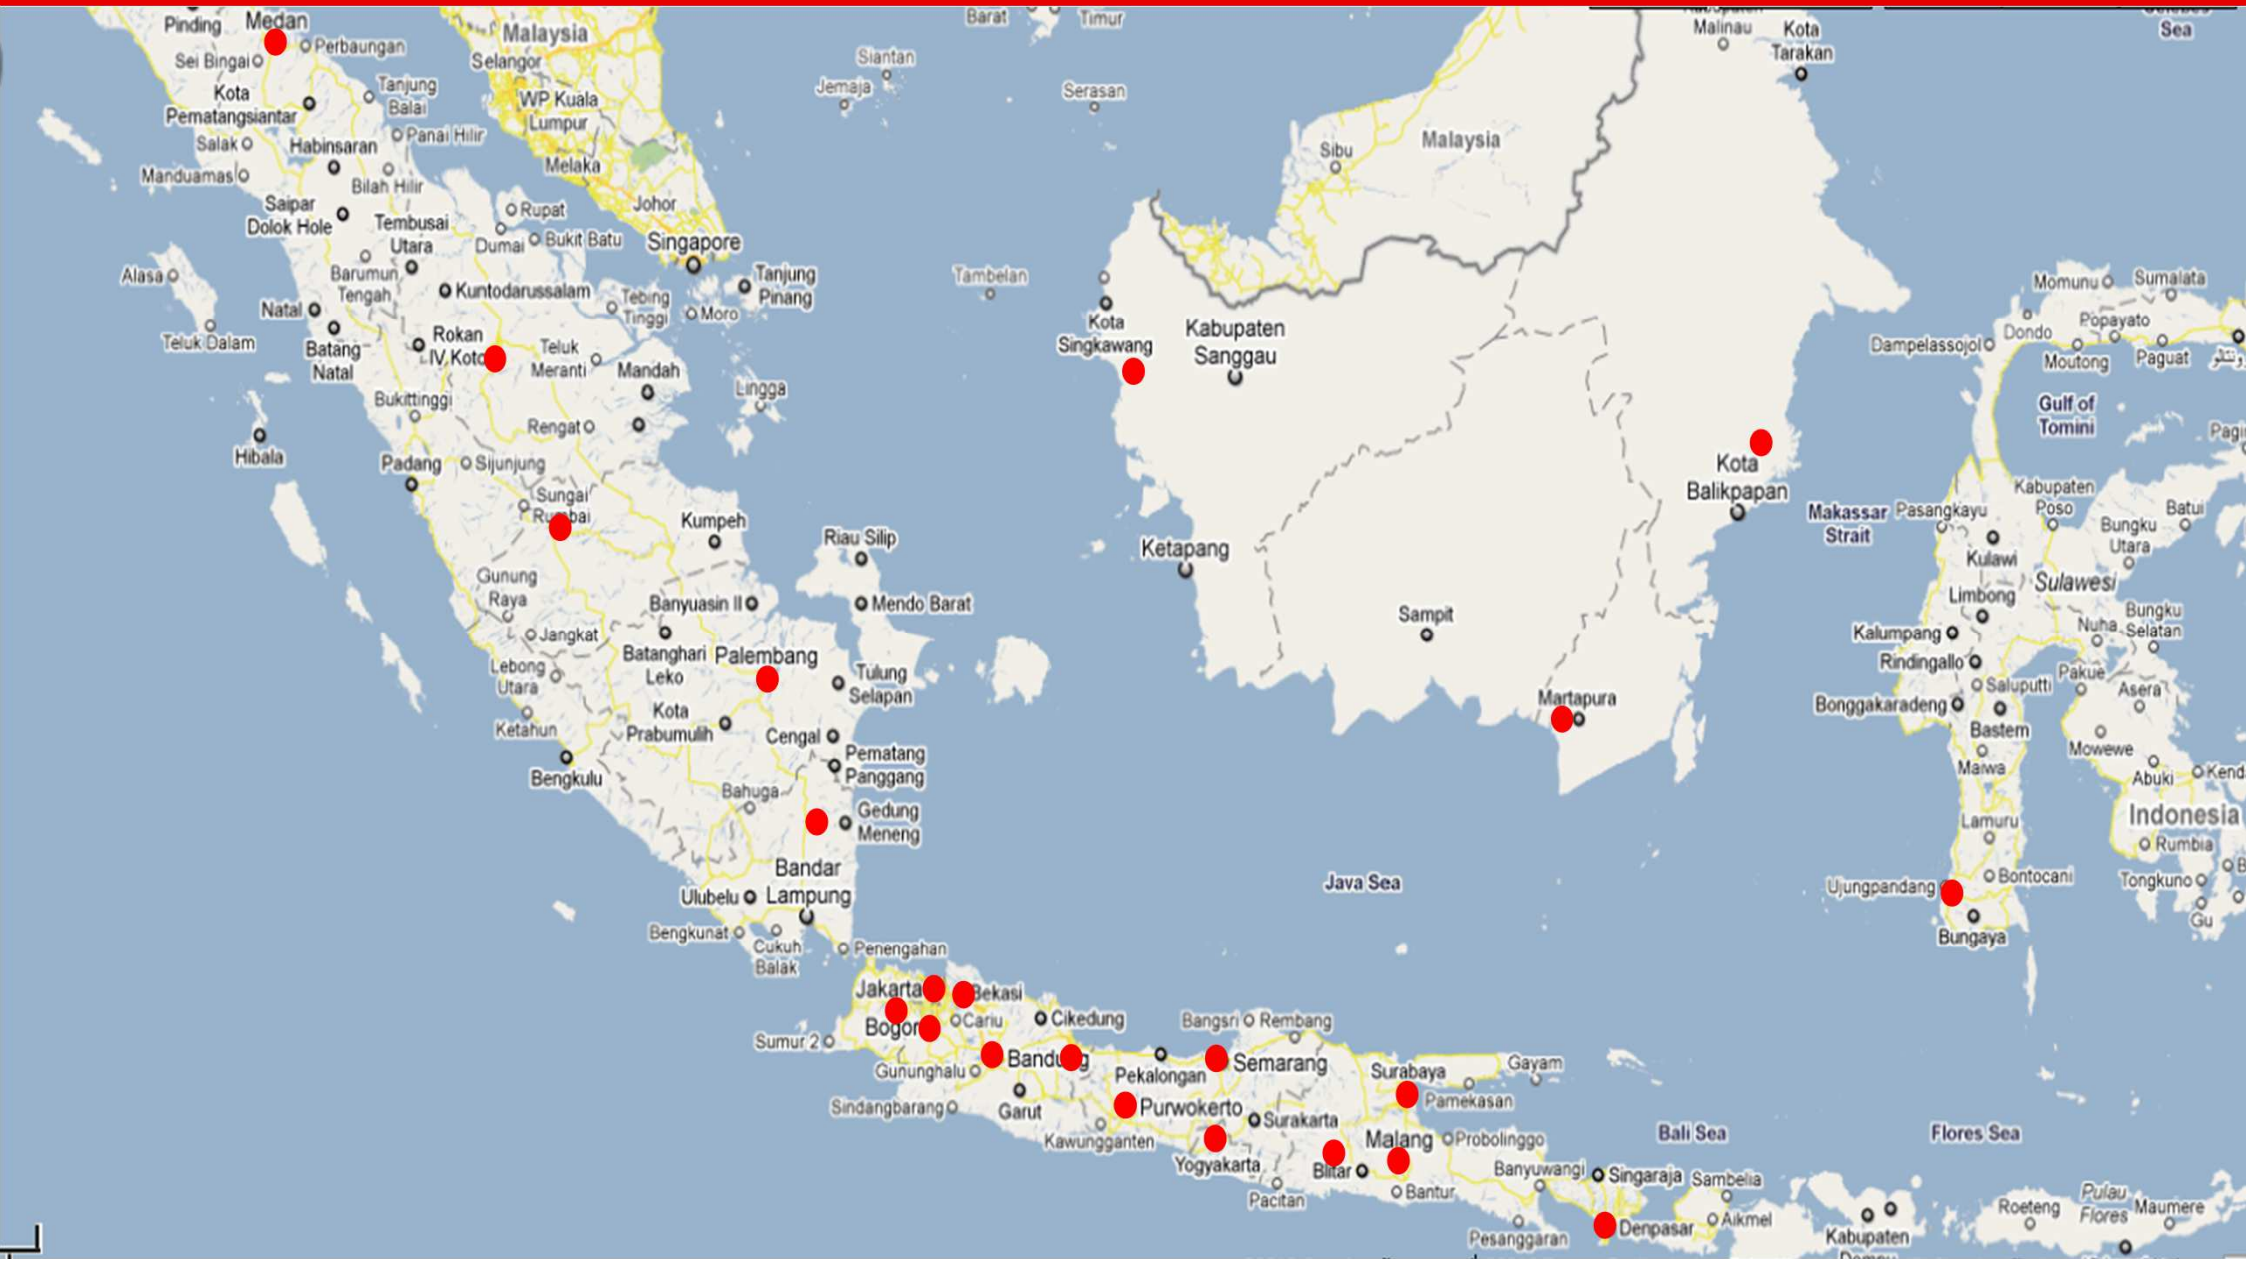 Pinding
Medan
Perbaungan
Sei Bingai
Kota
Pematangsiantar
Tanjung
Balai
Salak
Habinsaran
Panai Hilir
Manduamas
Bilah Hilir
Saipar
Dolok Hole
Tembusai
Utara
Rupat
Dumai
Bukit Batu
Alasa
Barumun
Tengah
Natal
Kuntodarussalam
Tebing
Tinggi
Moro
Teluk Dalam
Batang
Natal
Rokan
IV Koto
Teluk
Meranti
Mandah
Lingga
Bukittinggi
Rengat
Hibala
Padang
Sijunjung
Sungai
Kumpeh
Gunung
Raya
Jangkat
Banyuasin II
Batanghari
Leko
Palembang
Lebong
Utara
Ketahun
Kota
Prabumulih
Bengkulu
Riau Silip
Mendo Barat
Tulung
Selapan
Cengal
Pematang
Panggang
Bahuga
Gedung
Meneng
Bandar
Lampung
Ulubelu
Bengkunat
Cukuh
Balak
Penengahan
Malaysia
Selangor
WP Kuala
Lumpur
Melaka
Johor
Singapore
Tanjung
Pinang
Barat
Timur
Siantan
Jemaja
Serasan
Tambelan
Sibu
Malaysia
Malinau
Kota
Tarakan
Sea
Kota
Singkawang
Kabupaten
Sanggau
Ketapang
Sampit
Martapura
Kota
Balikpapan
Makassar
Strait
Momunu
Sumalata
Dondo
Popayato
Dampelassojol
Moutong
Paguat
Gulf of
Tomini
Pagi
Pasangkayu
Kabupaten
Poso
Batui
Bungku
Utara
Kulawi
Sulawesi
Limbong
Bungku
Selatan
Nuha
Kalumpang
Rindingallo
Saluputti
Pakue
Asera
Bonggakaradeng
Bastem
Mowewe
Maiwa
Abuki
Kend
Indonesia
Lamuru
Rumbia
Ujungpandang
Bontocani
Tongkuno
B
Gu
Bungaya
Java Sea
Jakarta
Bekasi
Bogor
Cariu
Cikedung
Sumur 2
Bandung
Gununghalu
Sindangbarang
Garut
Pekalongan
Bangsri
Rembang
Semarang
Purwokerto
Surakarta
Kawungganten
Yogyakarta
Pacitan
Surabaya
Gayam
Pamekasan
Malang
Probolinggo
Blitar
Bantur
Banyuwangi
Singaraja
Sambelia
Denpasar
Aikmel
Pesanggaran
Bali Sea
Flores Sea
Kabupaten
Roeteng
Pulau
Flores
Maumere